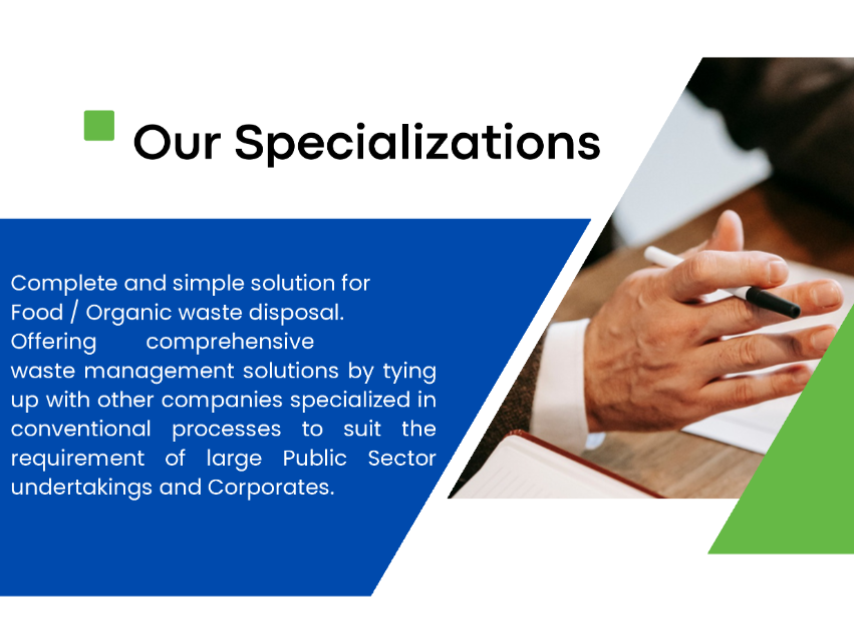 Our Specializations
Complete and simple solution for
Food / Organic waste disposal.
Offering comprehensive
waste management solutions by tying
up with other companies specialized in
conventional processes to suit the
requirement of large Public Sector
undertakings and Corporates.